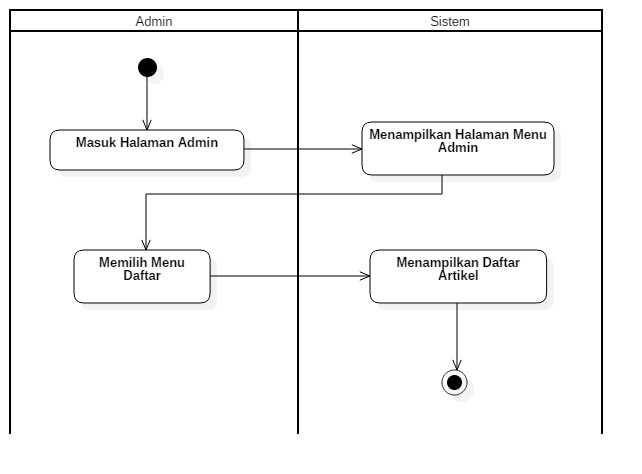 Admin
Sistem
Masuk Halaman Admin
Menampilkan Halaman Menu
Admin
Memilih Menu
Daftar
Menampilkan Daftar
Artikel